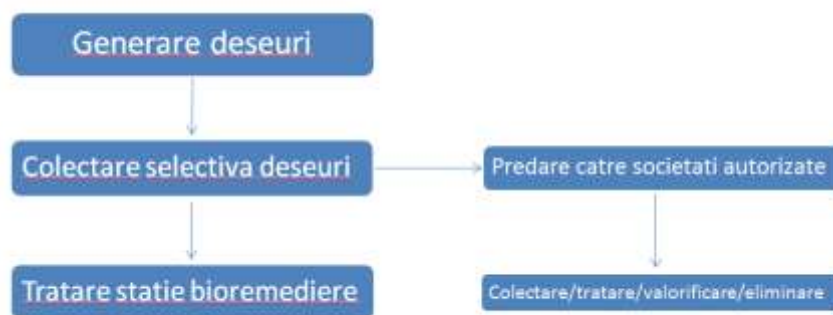 Generare deseuri
Colectare selectiva deseuri
Predare catre societati autorizate
Tratare statie bioremediere
Colectare/tratare/valorificare/eliminare